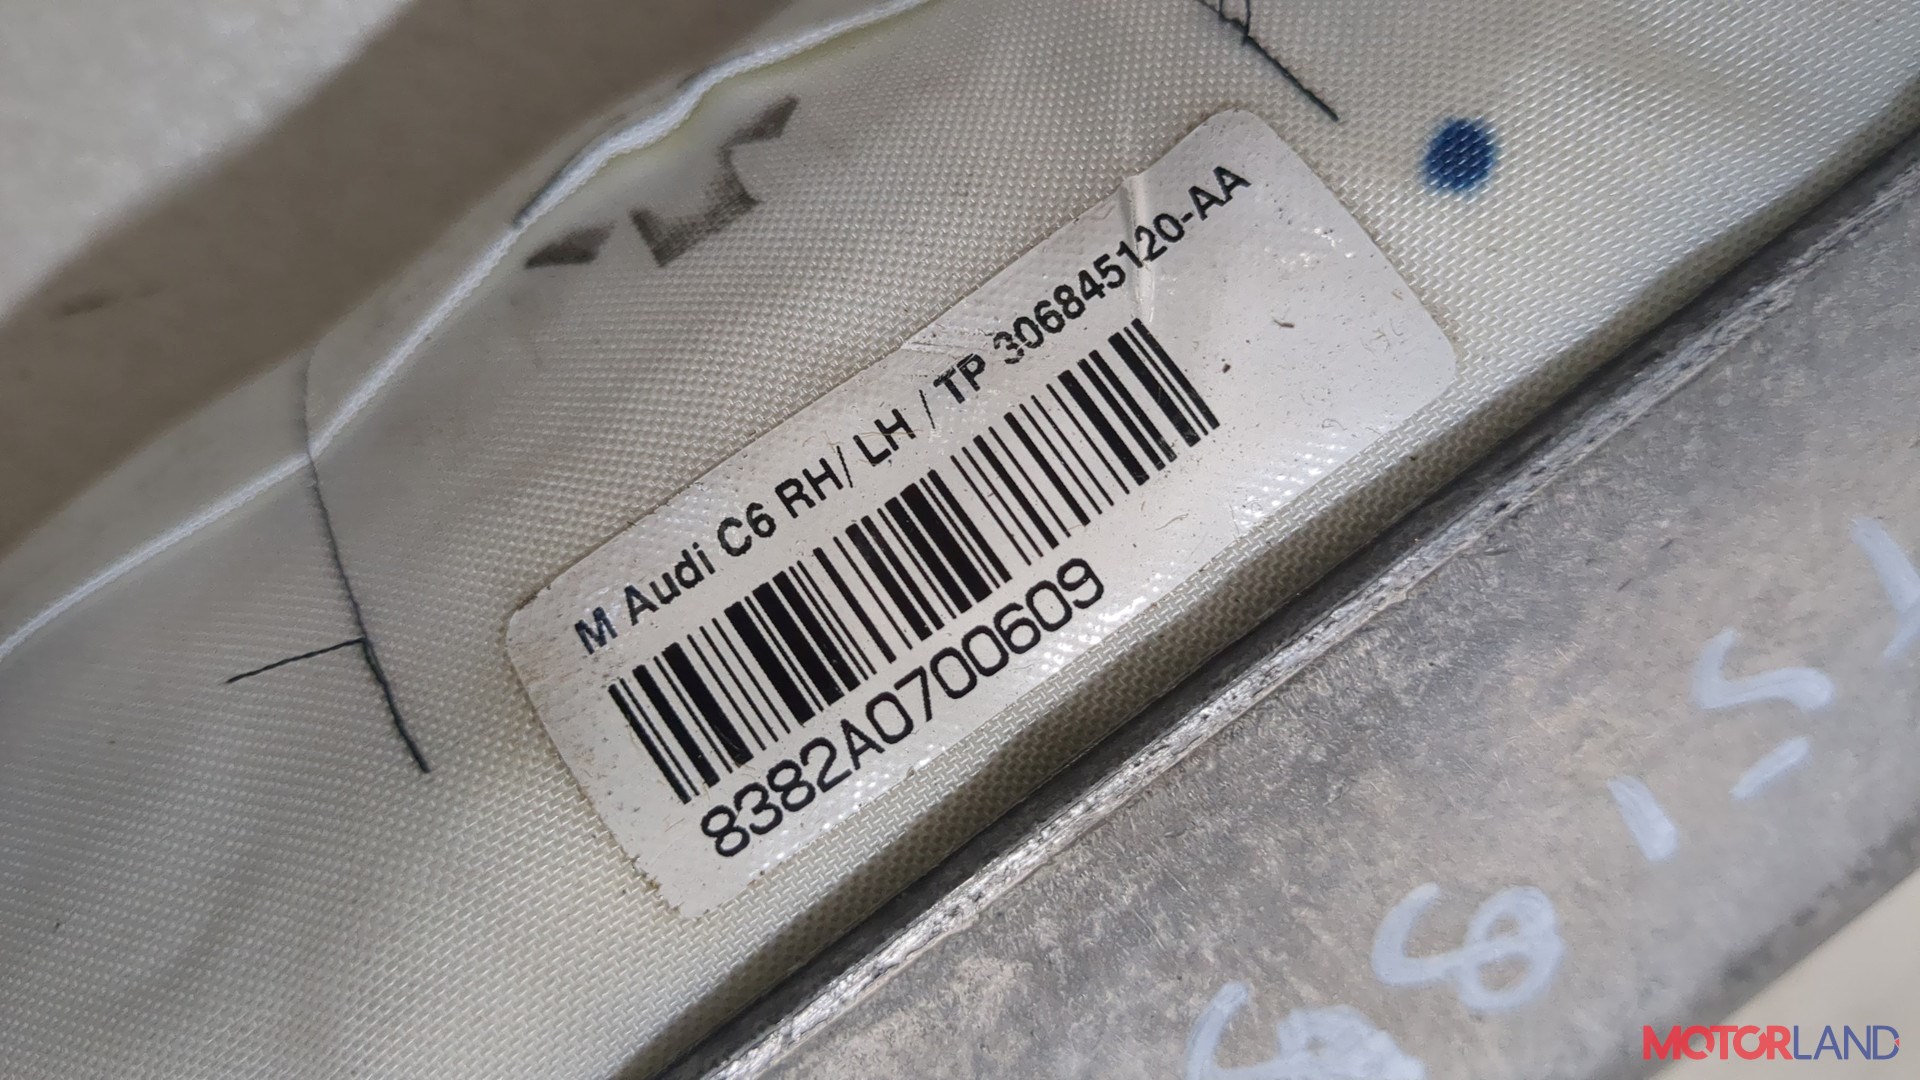 M Audi C6 RH/ LH / TP 306845120-AA
8382A0700609
MOTORLAND